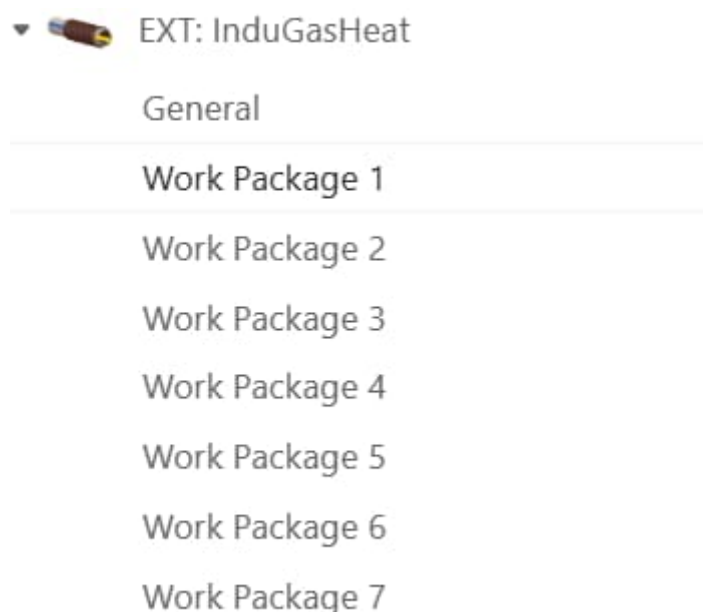 EXT: InduGasHeat
General
Work Package 1
Work Package 2
Work Package 3
Work Package 4
Work Package 5
Work Package 6
Work Package 7